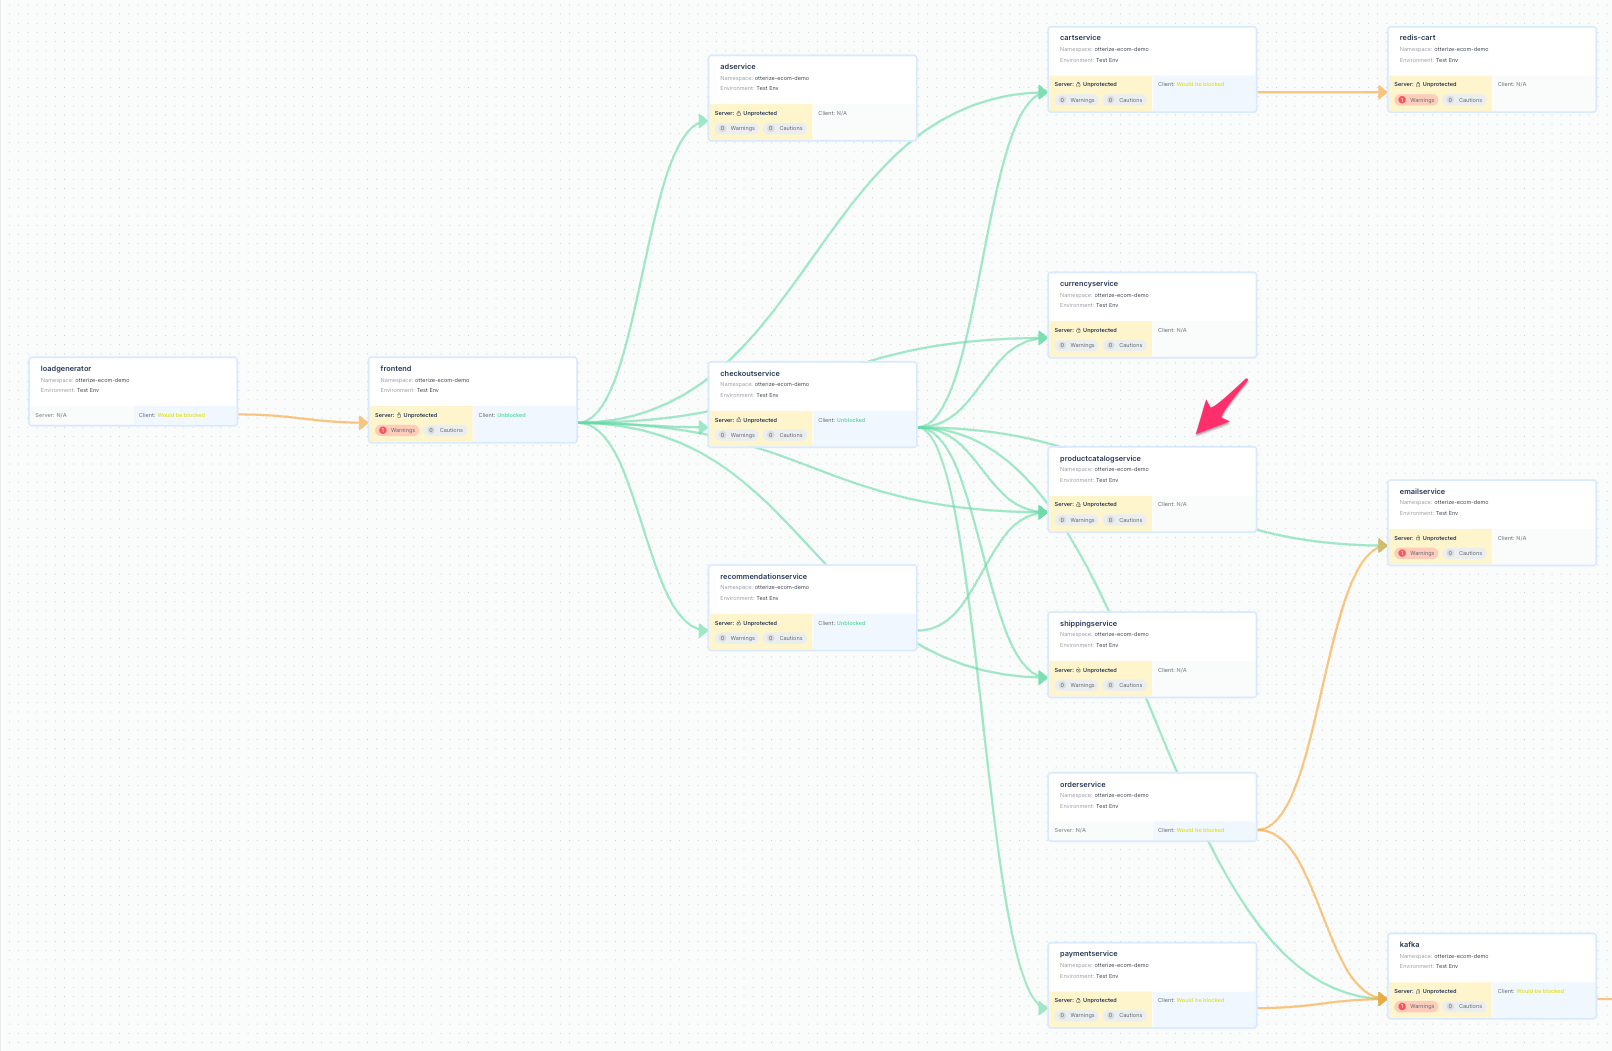 loadgenerator
Namespace: otterize-ecom-demo
Environment: Test Env
Server: N/A
Client: Would be blocked
frontend
Namespace: otterize-ecom-demo
Environment: Test Env
Server: Unprotected
Client: Unblocked
1 Warnings 0 Cautions
adservice
Namespace: otterize-ecom-demo
Environment: Test Env
Server: Unprotected
Client: N/A
0 Warnings 0 Cautions
checkoutservice
Namespace: otterize-ecom-demo
Environment: Test Env
Server: Unprotected
Client: Unblocked
0 Warnings 0 Cautions
recommendationservice
Namespace: otterize-ecom-demo
Environment: Test Env
Server: Unprotected
Client: Unblocked
0 Warnings 0 Cautions
cartservice
Namespace: otterize-ecom-demo
Environment: Test Env
Server: Unprotected
Client: Would be blocked
0 Warnings 0 Cautions
currencyservice
Namespace: otterize-ecom-demo
Environment: Test Env
Server: Unprotected
Client: N/A
0 Warnings 0 Cautions
productcatalogservice
Namespace: otterize-ecom-demo
Environment: Test Env
Server: Unprotected
Client: N/A
0 Warnings 0 Cautions
shippingservice
Namespace: otterize-ecom-demo
Environment: Test Env
Server: Unprotected
Client: N/A
0 Warnings 0 Cautions
orderservice
Namespace: otterize-ecom-demo
Environment: Test Env
Server: N/A
Client: Would be blocked
paymentservice
Namespace: otterize-ecom-demo
Environment: Test Env
Server: Unprotected
Client: Would be blocked
0 Warnings 0 Cautions
redis-cart
Namespace: otterize-ecom-demo
Environment: Test Env
Server: Unprotected
Client: N/A
1 Warnings 0 Cautions
emailservice
Namespace: otterize-ecom-demo
Environment: Test Env
Server: Unprotected
Client: N/A
1 Warnings 0 Cautions
kafka
Namespace: otterize-ecom-demo
Environment: Test Env
Server: Unprotected
Client: Would be blocked
1 Warnings 0 Cautions